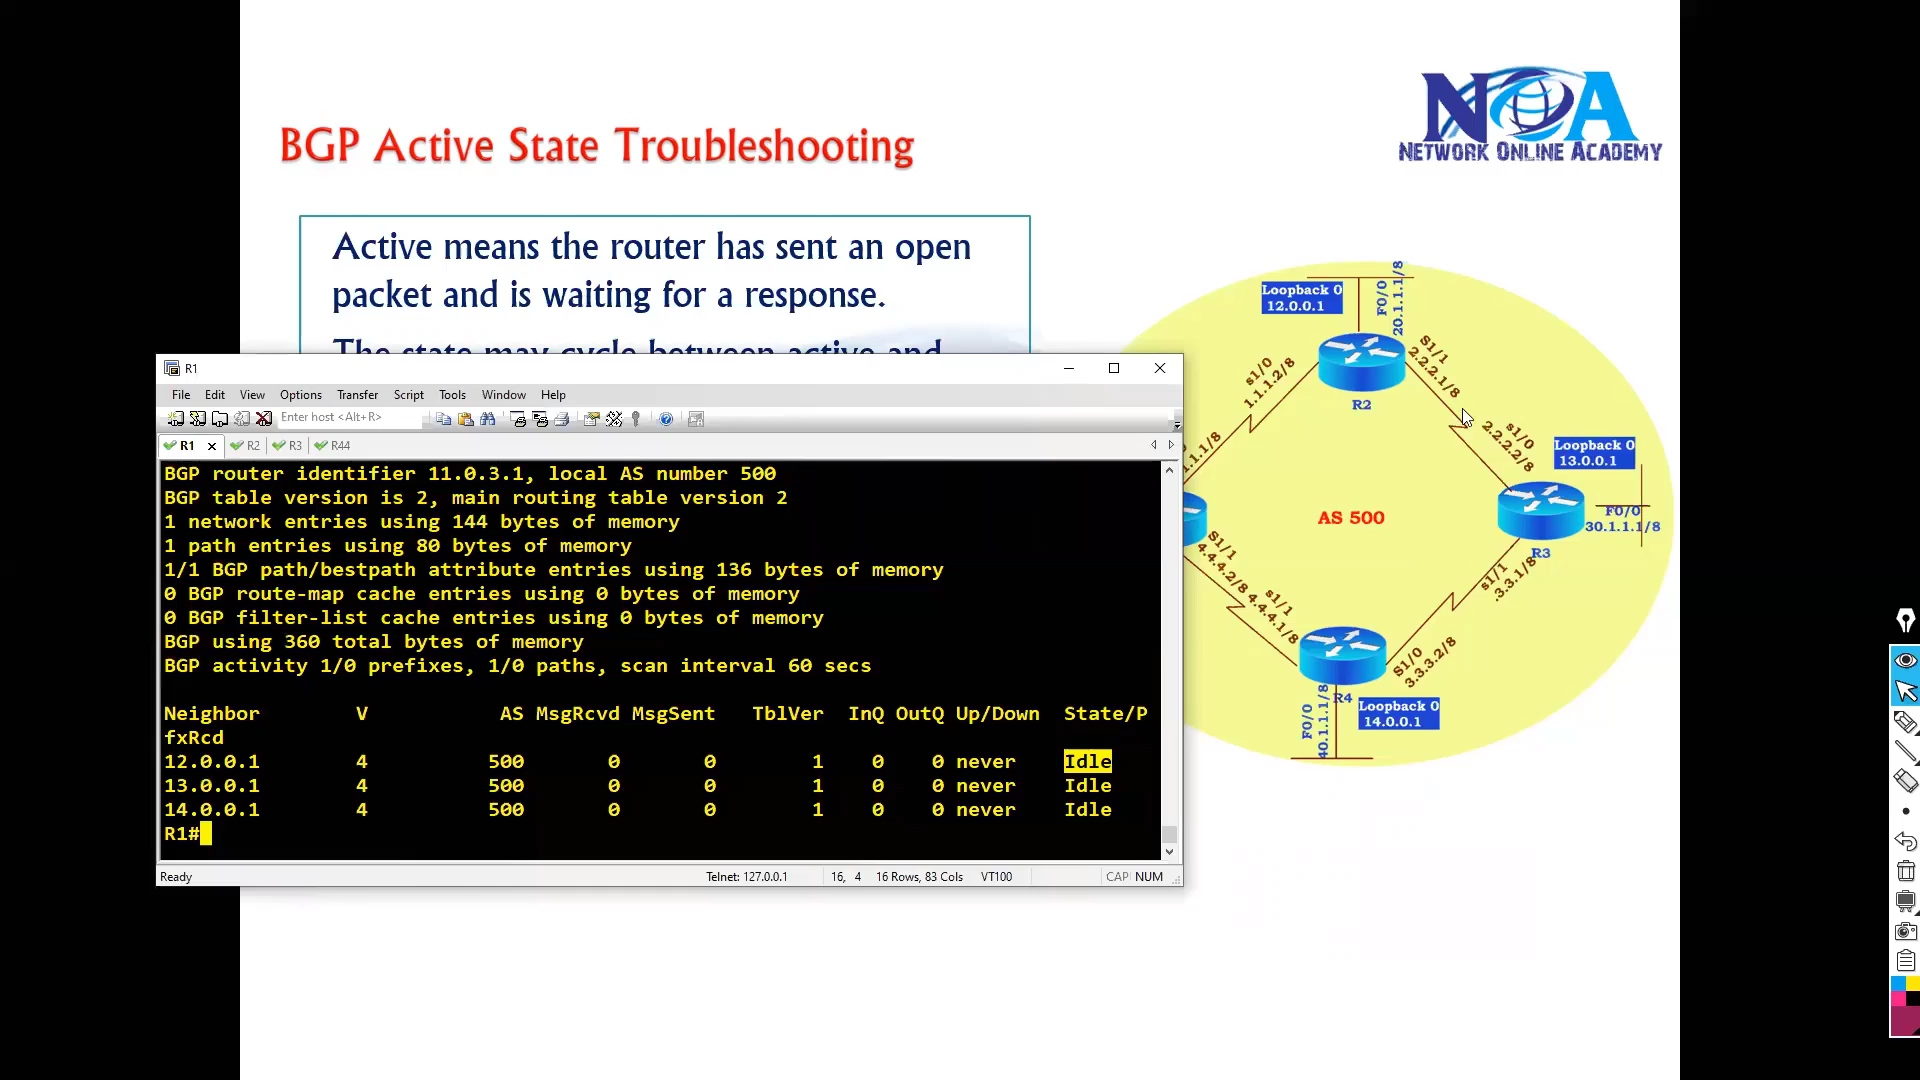 NOA
NETWORK ONLINE ACADEMY
BGP Active State Troubleshooting
Active means the router has sent an open
packet and is waiting for a response.
The state may cycle between active and
R1
File Edit View Options Transfer Script Tools Window Help
Enter host <Alt+R>
R1 R2 R3 R44
BGP router identifier 11.0.3.1, local AS number 500
BGP table version is 2, main routing table version 2
1 network entries using 144 bytes of memory
1 path entries using 80 bytes of memory
1/1 BGP path/bestpath attribute entries using 136 bytes of memory
0 BGP route-map cache entries using 0 bytes of memory
0 BGP filter-list cache entries using 0 bytes of memory
BGP using 360 total bytes of memory
BGP activity 1/0 prefixes, 1/0 paths, scan interval 60 secs
Neighbor V AS MsgRcvd MsgSent TblVer InQ OutQ Up/Down State/P
fxRcd
12.0.0.1 4 500 0 0 1 0 0 never Idle
13.0.0.1 4 500 0 0 1 0 0 never Idle
14.0.0.1 4 500 0 0 1 0 0 never Idle
R1#
Ready Telnet: 127.0.0.1 16, 4 16 Rows, 83 Cols VT100 CAP NUM
Loopback 0
12.0.0.1
F0/0
20.1.1.1/8
R2
s1/0
1.1.1.2/8
S1/1
2.2.2.1/8
s1/0
2.2.2.2/8
Loopback 0
13.0.0.1
F0/0
30.1.1.1/8
R3
AS 500
1.1.1/8
S1/1
4.4.4.2/8
s1/1
4.4.4.1/8
s1/1
.3.3.1/8
S1/0
3.3.3.2/8
R4
Loopback 0
14.0.0.1
F0/0
40.1.1.1/8